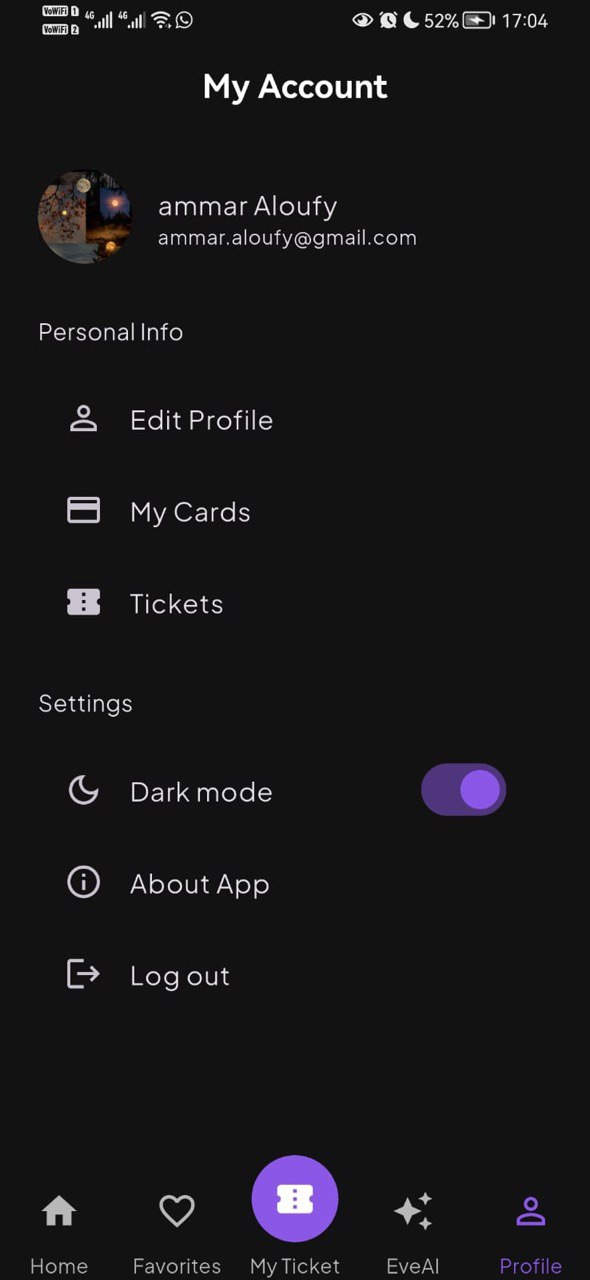 VoWiFi 1 4G 4G 52% 17:04
VoWiFi 2
My Account
ammar Aloufy
ammar.aloufy@gmail.com
Personal Info
Edit Profile
My Cards
Tickets
Settings
Dark mode
About App
Log out
Home Favorites My Ticket EveAI Profile